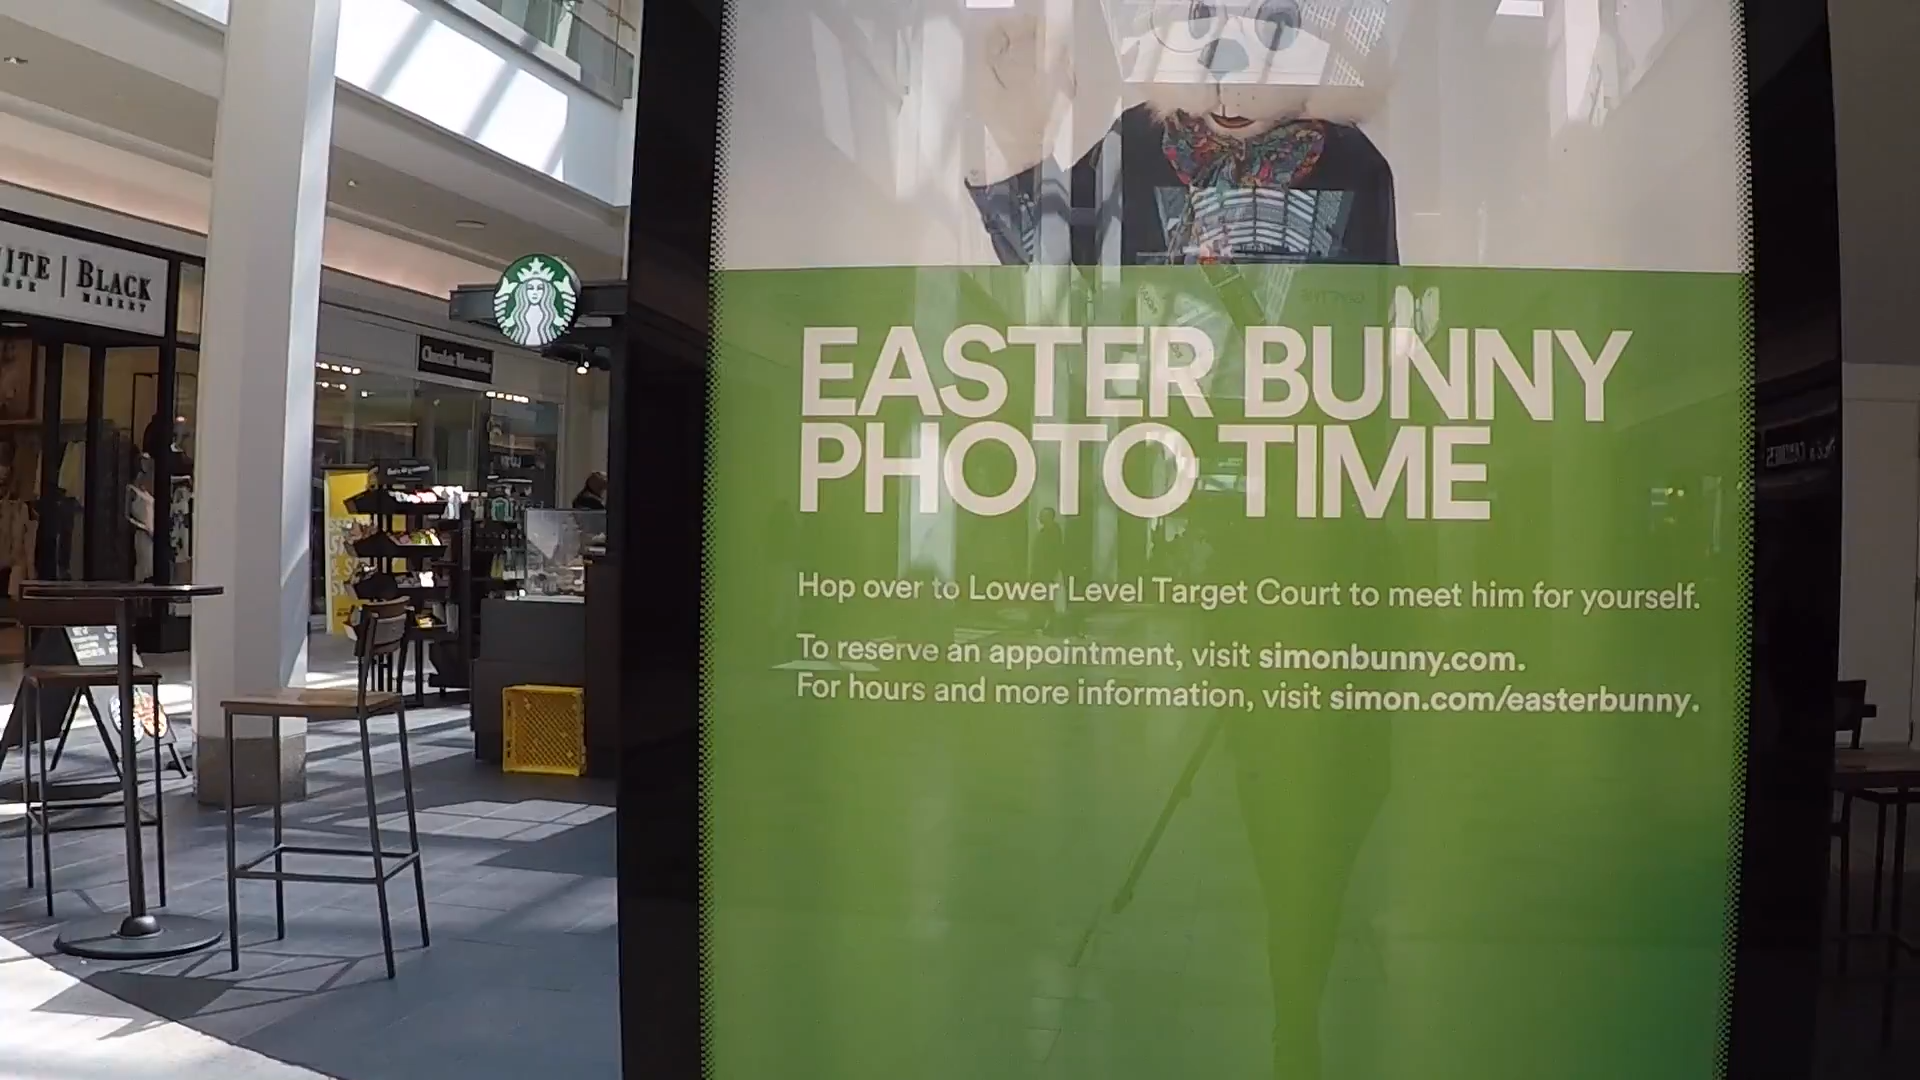 BLACK
MARKET
EASTER BUNNY
PHOTO TIME
Hop over to Lower Level Target Court to meet him for yourself.
To reserve an appointment, visit simonbunny.com.
For hours and more information, visit simon.com/easterbunny.